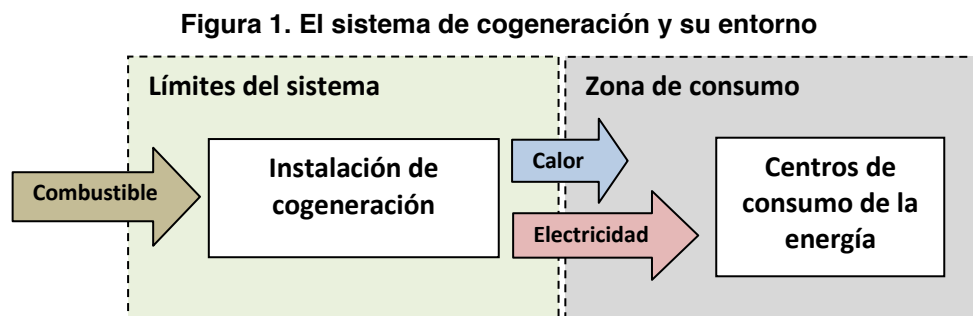 Figura 1. El sistema de cogeneración y su entorno
Límites del sistema
Zona de consumo
Combustible
Instalación de
cogeneración
Calor
Electricidad
Centros de
consumo de la
energía